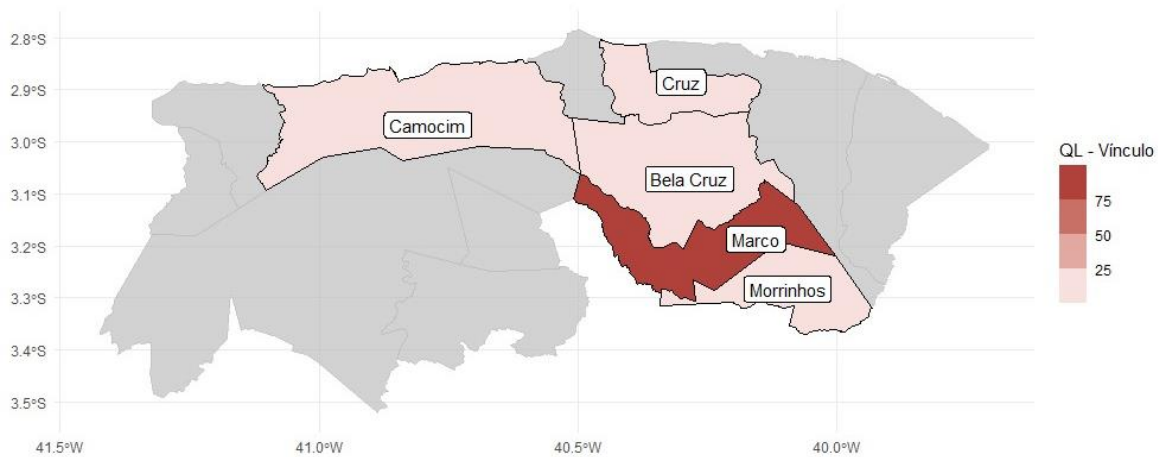 2.8°S
2.9°S
3.0°S
3.1°S
3.2°S
3.3°S
3.4°S
3.5°S
Cruz
Camocim
Bela Cruz
Marco
Morrinhos
QL - Vínculo
75
50
25
41.5°W
41.0°W
40.5°W
40.0°W